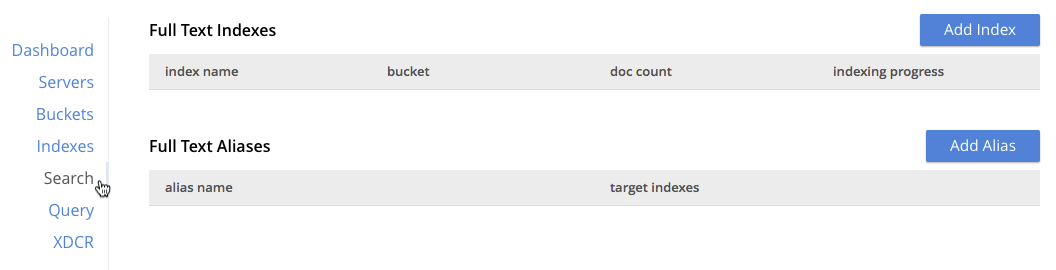 Dashboard
Servers
Buckets
Indexes
Search
Query
XDCR
Full Text Indexes
Add Index
index name bucket doc count indexing progress
Full Text Aliases
Add Alias
alias name target indexes